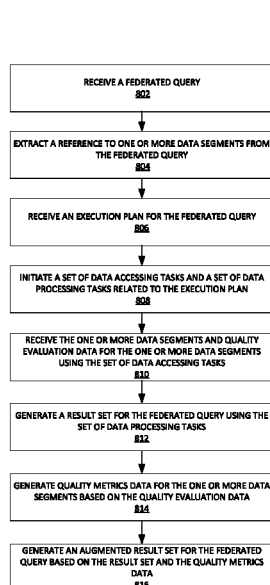 RECEIVE A FEDERATED QUERY
802
EXTRACT A REFERENCE TO ONE OR MORE DATA SEGMENTS FROM
THE FEDERATED QUERY
804
RECEIVE AN EXECUTION PLAN FOR THE FEDERATED QUERY
806
INITIATE A SET OF DATA ACCESSING TASKS AND A SET OF DATA
PROCESSING TASKS RELATED TO THE EXECUTION PLAN
808
RECEIVE THE ONE OR MORE DATA SEGMENTS AND QUALITY
EVALUATION DATA FOR THE ONE OR MORE DATA SEGMENTS
USING THE SET OF DATA ACCESSING TASKS
810
GENERATE A RESULT SET FOR THE FEDERATED QUERY USING THE
SET OF DATA PROCESSING TASKS
812
GENERATE QUALITY METRICS DATA FOR THE ONE OR MORE DATA
SEGMENTS BASED ON THE QUALITY EVALUATION DATA
814
GENERATE AN AUGMENTED RESULT SET FOR THE FEDERATED
QUERY BASED ON THE RESULT SET AND THE QUALITY METRICS
DATA
816